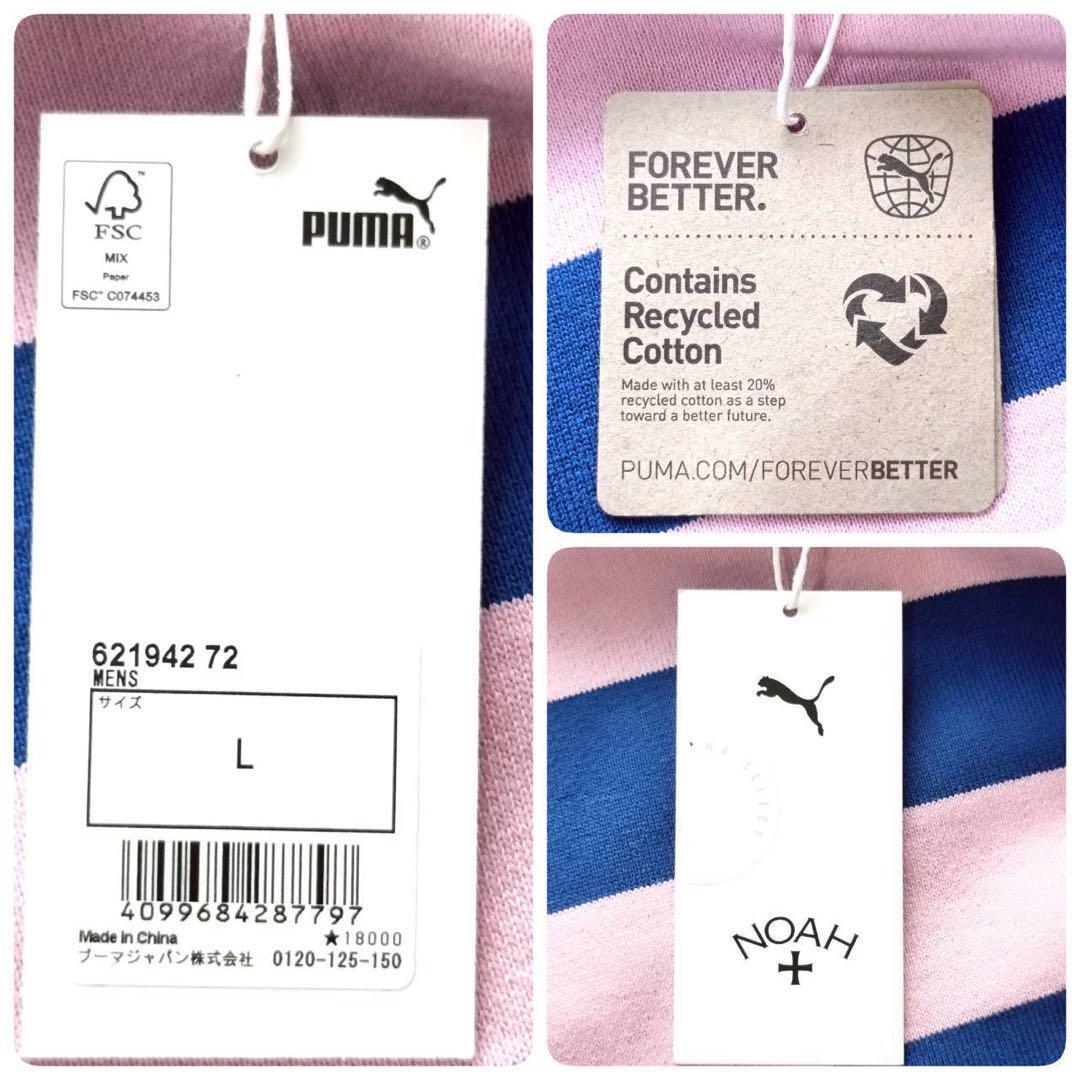 FSC™
MIX
Paper
FSC™ C074453
PUMA®
621942 72
MENS
サイズ
L
4099684287797
Made in China
★18000
プーマジャパン株式会社 0120-125-150
FOREVER
BETTER.
Contains
Recycled
Cotton
Made with at least 20%
recycled cotton as a step
toward a better future.
PUMA.COM/FOREVERBETTER
SELECT
NOAH